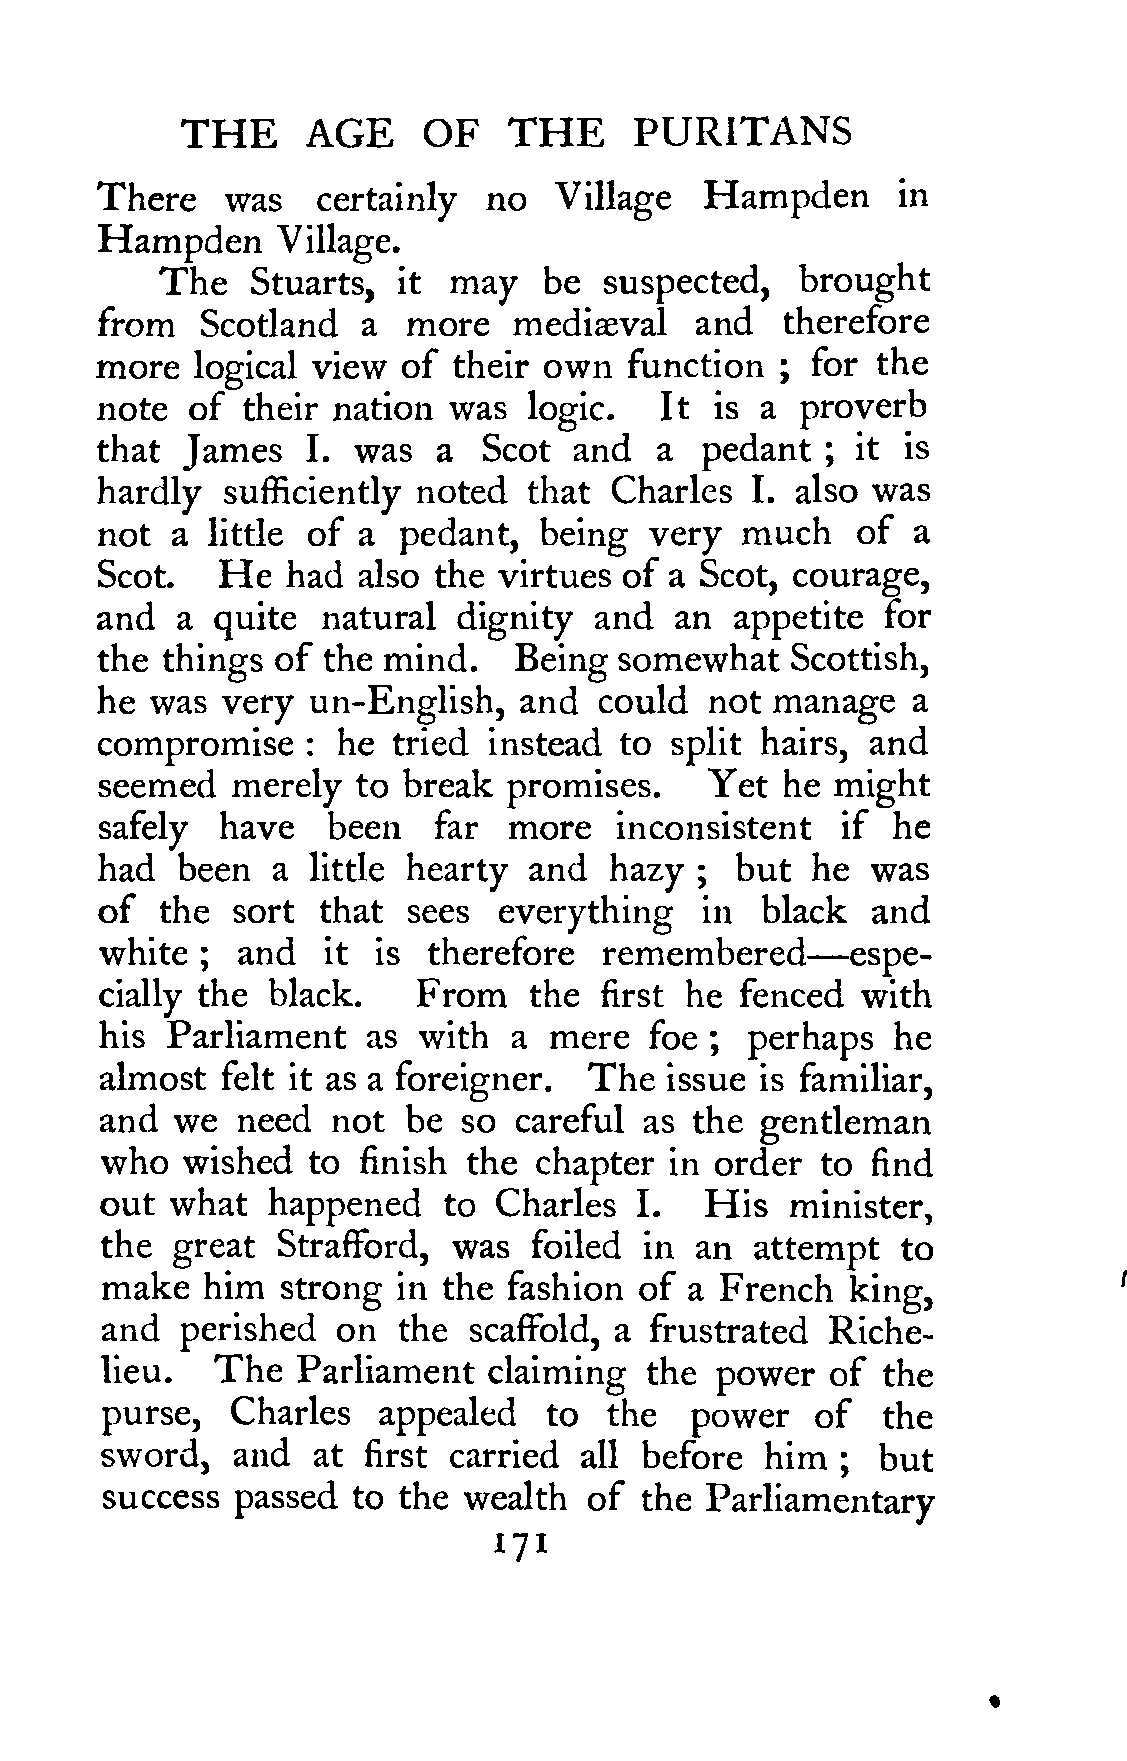 THE AGE OF THE PURITANS
There was certainly no Village Hampden in
Hampden Village.
The Stuarts, it may be suspected, brought
from Scotland a more mediæval and therefore
more logical view of their own function ; for the
note of their nation was logic. It is a proverb
that James I. was a Scot and a pedant ; it is
hardly sufficiently noted that Charles I. also was
not a little of a pedant, being very much of a
Scot. He had also the virtues of a Scot, courage,
and a quite natural dignity and an appetite for
the things of the mind. Being somewhat Scottish,
he was very un-English, and could not manage a
compromise : he tried instead to split hairs, and
seemed merely to break promises. Yet he might
safely have been far more inconsistent if he
had been a little hearty and hazy ; but he was
of the sort that sees everything in black and
white ; and it is therefore remembered—espe-
cially the black. From the first he fenced with
his Parliament as with a mere foe ; perhaps he
almost felt it as a foreigner. The issue is familiar,
and we need not be so careful as the gentleman
who wished to finish the chapter in order to find
out what happened to Charles I. His minister,
the great Strafford, was foiled in an attempt to
make him strong in the fashion of a French king,
and perished on the scaffold, a frustrated Riche-
lieu. The Parliament claiming the power of the
purse, Charles appealed to the power of the
sword, and at first carried all before him ; but
success passed to the wealth of the Parliamentary
171